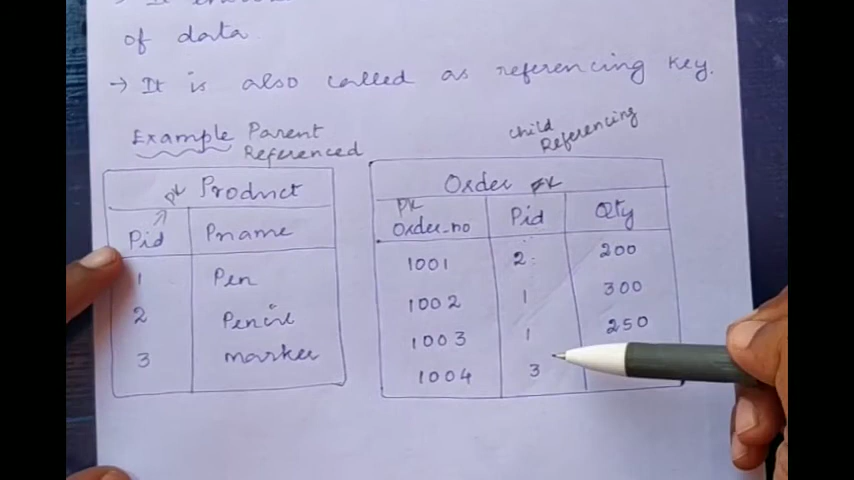 of data
→ It is also called as referencing key.
Example Parent
Referenced
child
Referencing
Product
PK
Pid Pname
1 Pen
2 Pencil
3 marker
Order FK
PK
Order_no Pid Qty
1001 2 200
1002 1 300
1003 1 250
1004 3